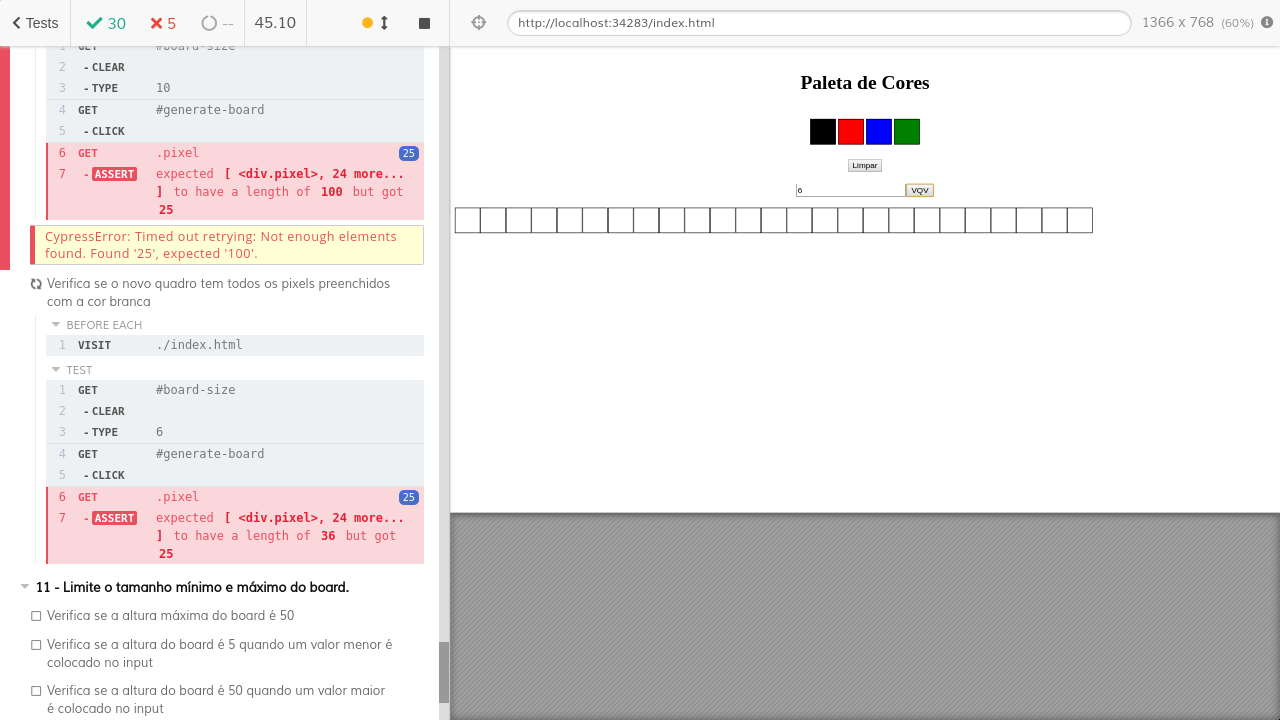 Tests 30 5 -- 45.10
http://localhost:34283/index.html 1366 x 768 (60%)
1 GET #board-size
2 - CLEAR
3 - TYPE 10
4 GET #generate-board
5 - CLICK
6 GET .pixel 25
7 - ASSERT expected [ <div.pixel>, 24 more...
] to have a length of 100 but got
25
CypressError: Timed out retrying: Not enough elements
found. Found '25', expected '100'.
Verifica se o novo quadro tem todos os pixels preenchidos
com a cor branca
BEFORE EACH
1 VISIT ./index.html
TEST
1 GET #board-size
2 - CLEAR
3 - TYPE 6
4 GET #generate-board
5 - CLICK
6 GET .pixel 25
7 - ASSERT expected [ <div.pixel>, 24 more...
] to have a length of 36 but got
25
11 - Limite o tamanho mínimo e máximo do board.
Verifica se a altura máxima do board é 50
Verifica se a altura do board é 5 quando um valor menor é
colocado no input
Verifica se a altura do board é 50 quando um valor maior
é colocado no input
Paleta de Cores
Limpar
6 VQV